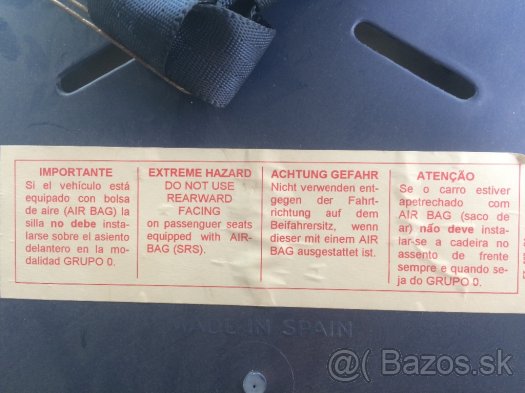 IMPORTANTE
Si el vehículo está
equipado con bolsa
de aire (AIR BAG) la
silla no debe insta-
larse sobre el asiento
delantero en la mo-
dalidad GRUPO 0.
EXTREME HAZARD
DO NOT USE
REARWARD
FACING
on passenguer seats
equipped with AIR-
BAG (SRS).
ACHTUNG GEFAHR
Nicht verwenden ent-
gegen der Fahrt-
richtung auf dem
Beifahrersitz, wenn
dieser mit einem AIR
BAG ausgestattet ist.
ATENÇÃO
Se o carro estiver
apetrechado com
AIR BAG (saco de
ar) não deve insta-
lar-se a cadeira no
assento de frente
sempre e quando se-
ja do GRUPO 0.
MADE IN SPAIN
Bazos.sk